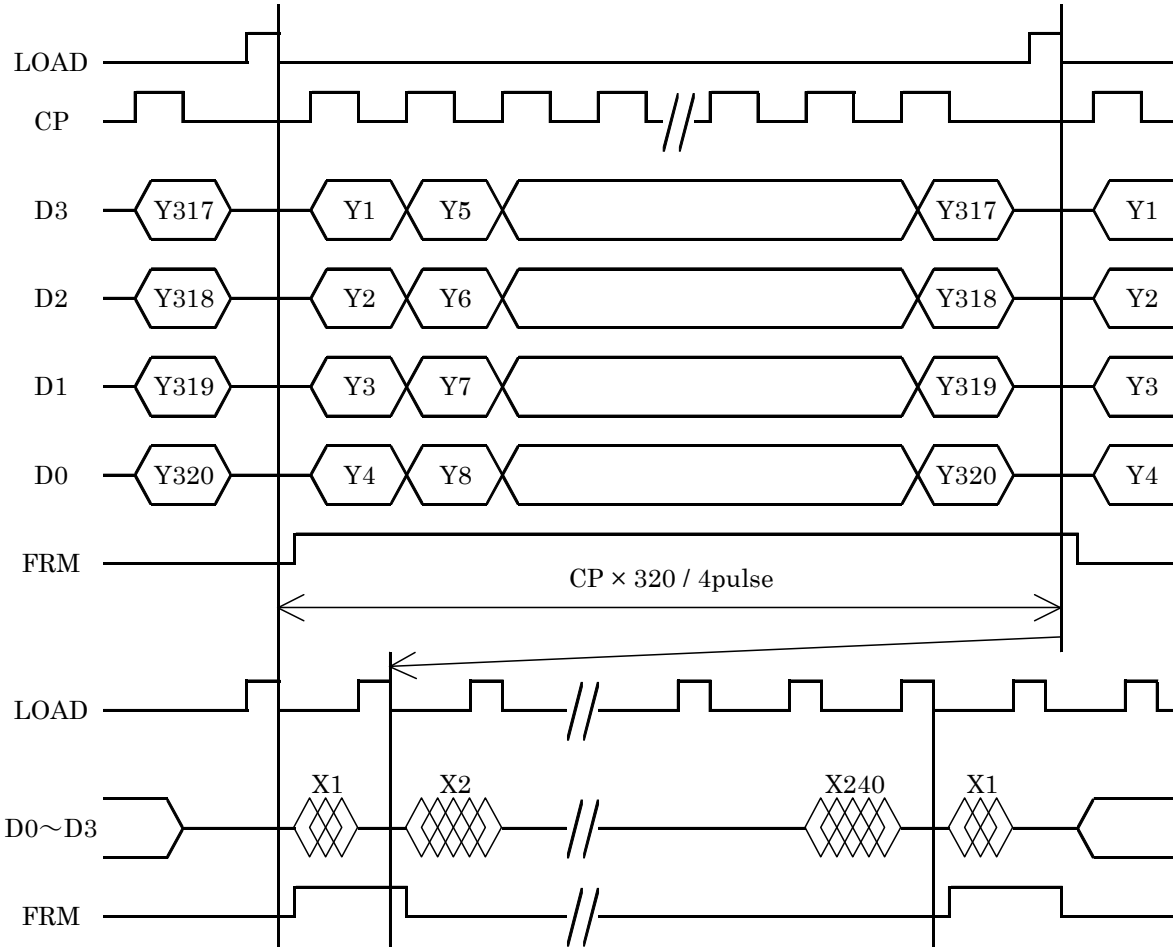 LOAD
CP
D3 Y317 Y1 Y5 Y317 Y1
D2 Y318 Y2 Y6 Y318 Y2
D1 Y319 Y3 Y7 Y319 Y3
D0 Y320 Y4 Y8 Y320 Y4
FRM
CP × 320 / 4pulse
LOAD
X1 X2 X240 X1
D0～D3
FRM